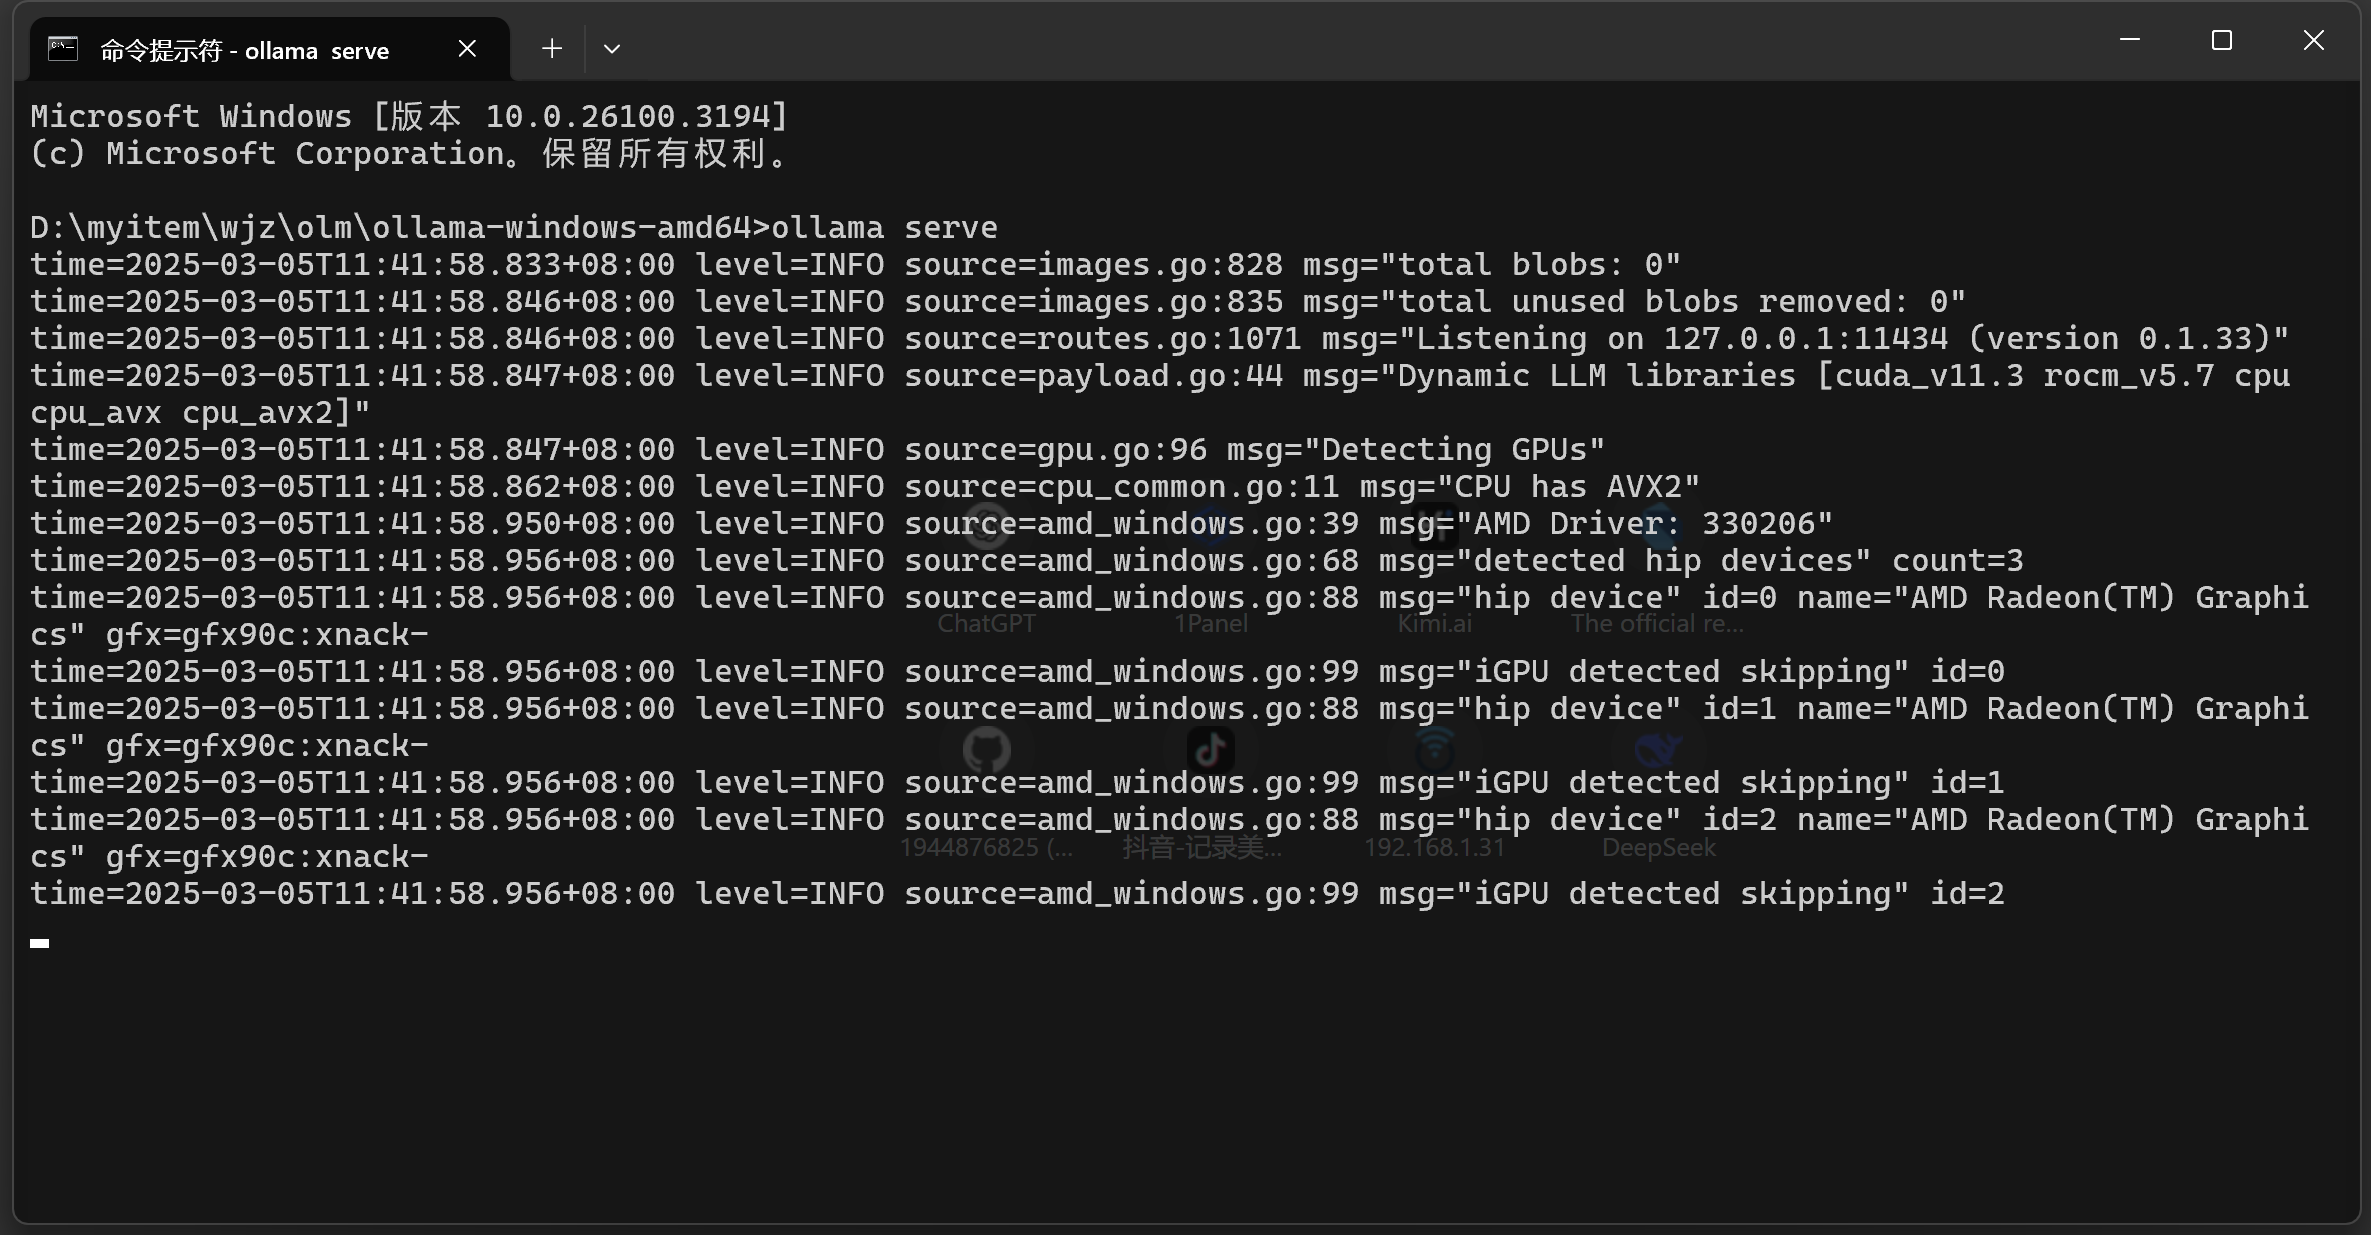 命令提示符 - ollama  serve
Microsoft Windows [版本 10.0.26100.3194]
(c) Microsoft Corporation。保留所有权利。
D:\myitem\wjz\olm\ollama-windows-amd64>ollama serve
time=2025-03-05T11:41:58.833+08:00 level=INFO source=images.go:828 msg="total blobs: 0"
time=2025-03-05T11:41:58.846+08:00 level=INFO source=images.go:835 msg="total unused blobs removed: 0"
time=2025-03-05T11:41:58.846+08:00 level=INFO source=routes.go:1071 msg="Listening on 127.0.0.1:11434 (version 0.1.33)"
time=2025-03-05T11:41:58.847+08:00 level=INFO source=payload.go:44 msg="Dynamic LLM libraries [cuda_v11.3 rocm_v5.7 cpu
cpu_avx cpu_avx2]"
time=2025-03-05T11:41:58.847+08:00 level=INFO source=gpu.go:96 msg="Detecting GPUs"
time=2025-03-05T11:41:58.862+08:00 level=INFO source=cpu_common.go:11 msg="CPU has AVX2"
time=2025-03-05T11:41:58.950+08:00 level=INFO source=amd_windows.go:39 msg="AMD Driver: 330206"
time=2025-03-05T11:41:58.956+08:00 level=INFO source=amd_windows.go:68 msg="detected hip devices" count=3
time=2025-03-05T11:41:58.956+08:00 level=INFO source=amd_windows.go:88 msg="hip device" id=0 name="AMD Radeon(TM) Graphi
ChatGPT 1Panel Kimi.ai The official re...
cs" gfx=gfx90c:xnack-
time=2025-03-05T11:41:58.956+08:00 level=INFO source=amd_windows.go:99 msg="iGPU detected skipping" id=0
time=2025-03-05T11:41:58.956+08:00 level=INFO source=amd_windows.go:88 msg="hip device" id=1 name="AMD Radeon(TM) Graphi
cs" gfx=gfx90c:xnack-
time=2025-03-05T11:41:58.956+08:00 level=INFO source=amd_windows.go:99 msg="iGPU detected skipping" id=1
time=2025-03-05T11:41:58.956+08:00 level=INFO source=amd_windows.go:88 msg="hip device" id=2 name="AMD Radeon(TM) Graphi
1944876825 (... 抖音-记录美... 192.168.1.31 DeepSeek
cs" gfx=gfx90c:xnack-
time=2025-03-05T11:41:58.956+08:00 level=INFO source=amd_windows.go:99 msg="iGPU detected skipping" id=2